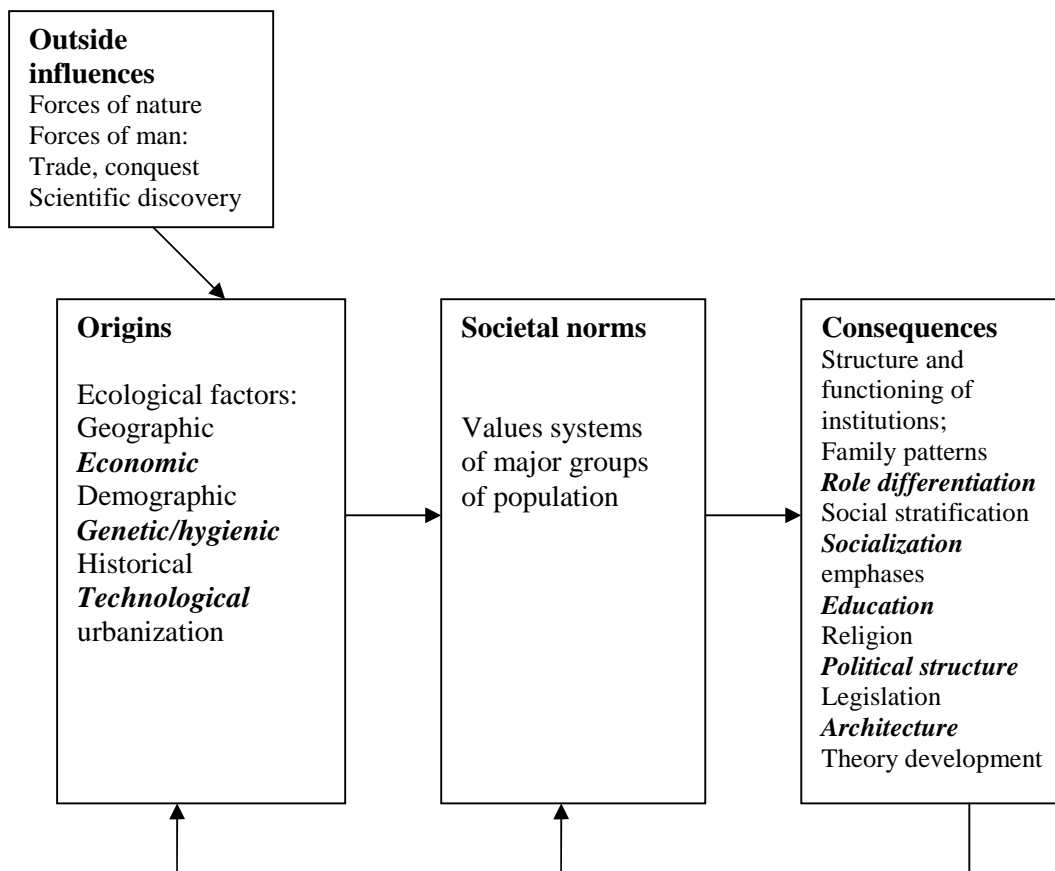 Outside
influences
Forces of nature
Forces of man:
Trade, conquest
Scientific discovery
Origins
Ecological factors:
Geographic
Economic
Demographic
Genetic/hygienic
Historical
Technological
urbanization
Societal norms
Values systems
of major groups
of population
Consequences
Structure and
functioning of
institutions;
Family patterns
Role differentiation
Social stratification
Socialization
emphases
Education
Religion
Political structure
Legislation
Architecture
Theory development